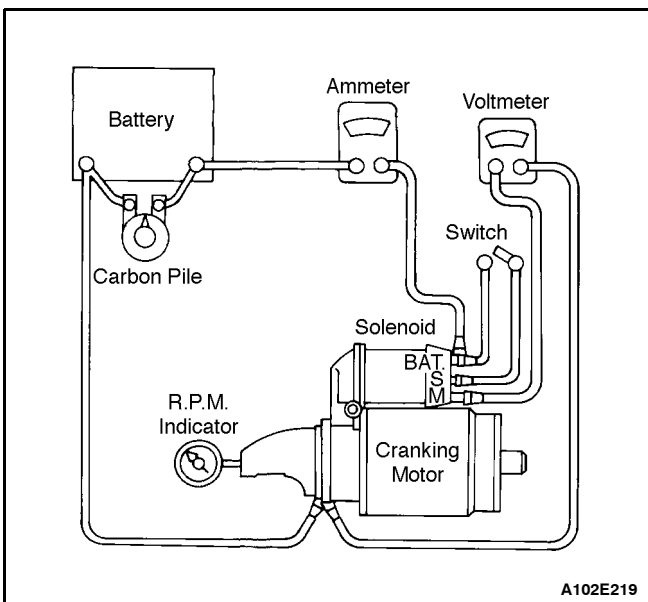 Battery
Ammeter
Voltmeter
Switch
Carbon Pile
Solenoid
BAT.
S
M
R.P.M.
Indicator
Cranking
Motor
A102E219